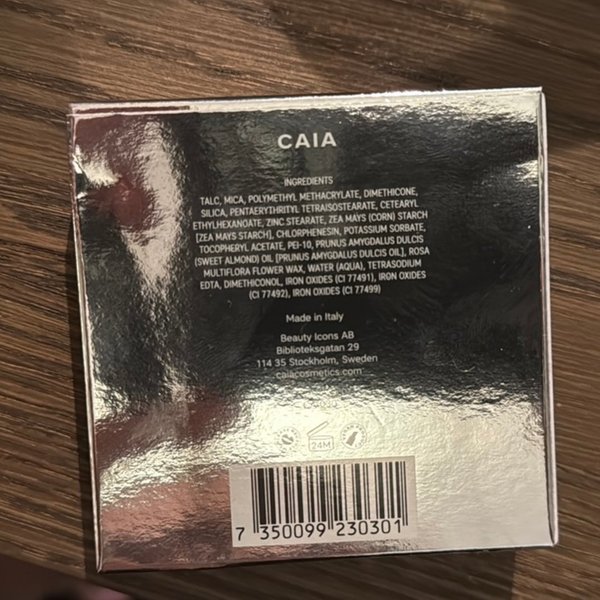 CAIA
INGREDIENTS
TALC, MICA, POLYMETHYL METHACRYLATE, DIMETHICONE,
SILICA, PENTAERYTHRITYL TETRAISOSTEARATE, CETEARYL
ETHYLHEXANOATE, ZINC STEARATE, ZEA MAYS (CORN) STARCH
[ZEA MAYS STARCH], CHLORPHENESIN, POTASSIUM SORBATE,
TOCOPHERYL ACETATE, PEI-10, PRUNUS AMYGDALUS DULCIS
(SWEET ALMOND) OIL [PRUNUS AMYGDALUS DULCIS OIL], ROSA
MULTIFLORA FLOWER WAX, WATER (AQUA), TETRASODIUM
EDTA, DIMETHICONOL, IRON OXIDES (CI 77491), IRON OXIDES
(CI 77492), IRON OXIDES (CI 77499)
Made in Italy
Beauty Icons AB
Biblioteksgatan 29
114 35 Stockholm, Sweden
caiacosmetics.com
24M
7 350099 230301